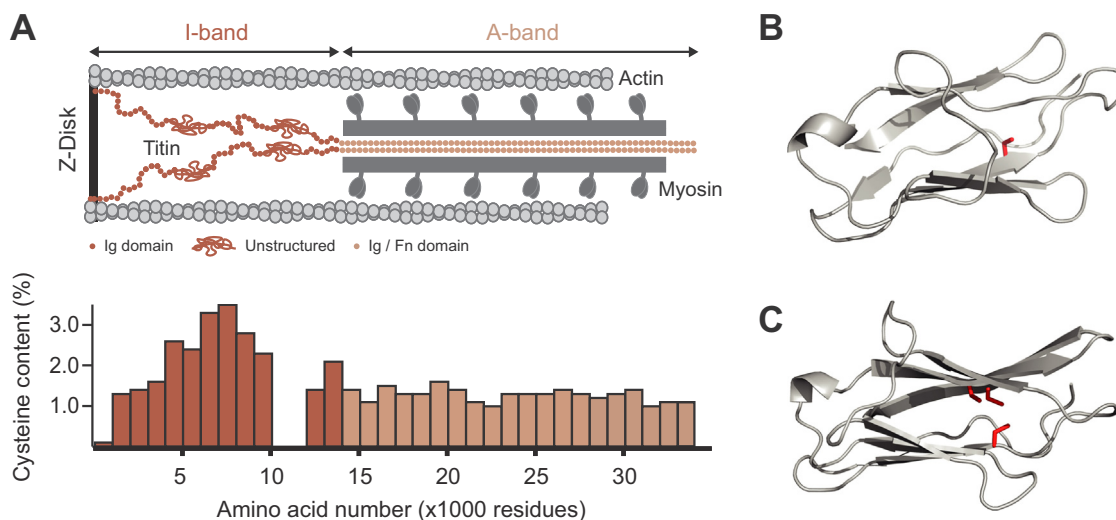 A
I-band
A-band
Actin
Z-Disk
Titin
Myosin
Ig domain
Unstructured
Ig / Fn domain
Cysteine content (%)
3.0
2.0
1.0
5
10
15
20
25
30
Amino acid number (x1000 residues)
B
C